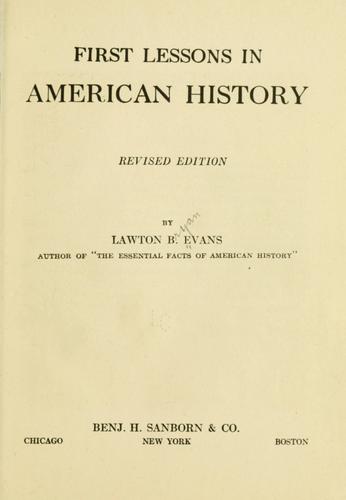 FIRST LESSONS IN
AMERICAN HISTORY
REVISED EDITION
BY
ryan
LAWTON B. EVANS
AUTHOR OF "THE ESSENTIAL FACTS OF AMERICAN HISTORY"
BENJ. H. SANBORN & CO.
CHICAGO NEW YORK BOSTON